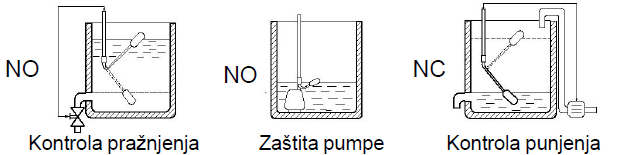 NO
NO
NC
Kontrola pražnjenja
Zaštita pumpe
Kontrola punjenja